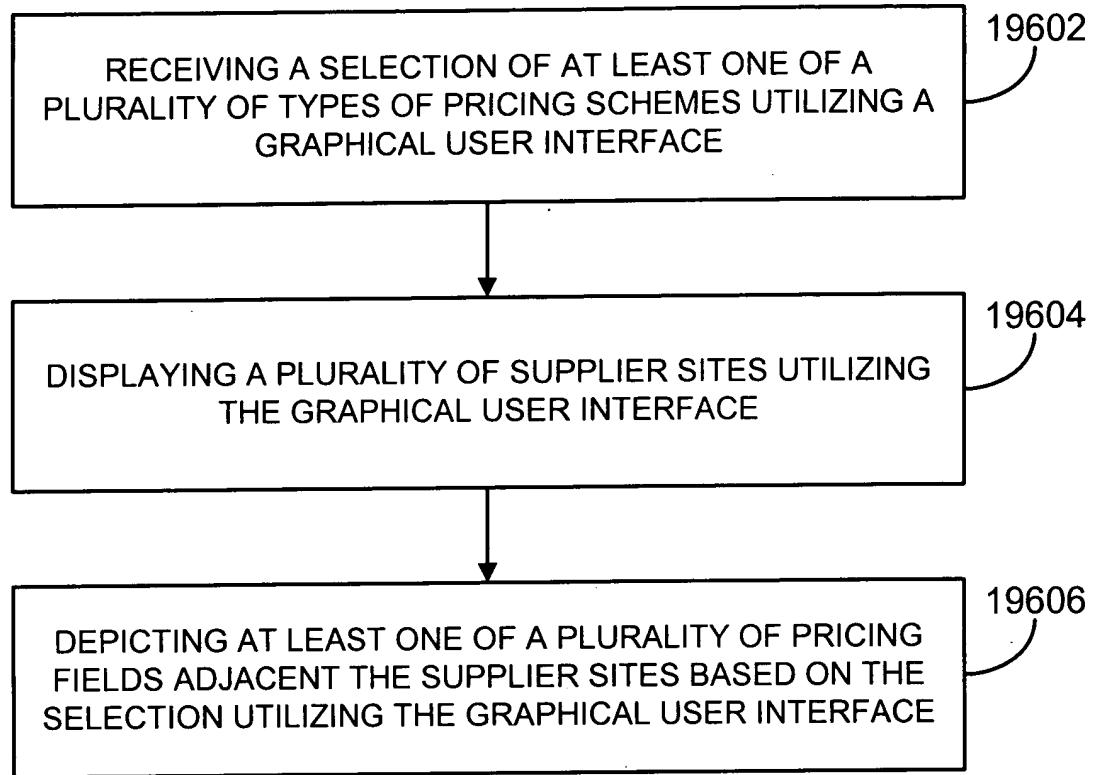 19602
RECEIVING A SELECTION OF AT LEAST ONE OF A
PLURALITY OF TYPES OF PRICING SCHEMES UTILIZING A
GRAPHICAL USER INTERFACE
19604
DISPLAYING A PLURALITY OF SUPPLIER SITES UTILIZING
THE GRAPHICAL USER INTERFACE
19606
DEPICTING AT LEAST ONE OF A PLURALITY OF PRICING
FIELDS ADJACENT THE SUPPLIER SITES BASED ON THE
SELECTION UTILIZING THE GRAPHICAL USER INTERFACE